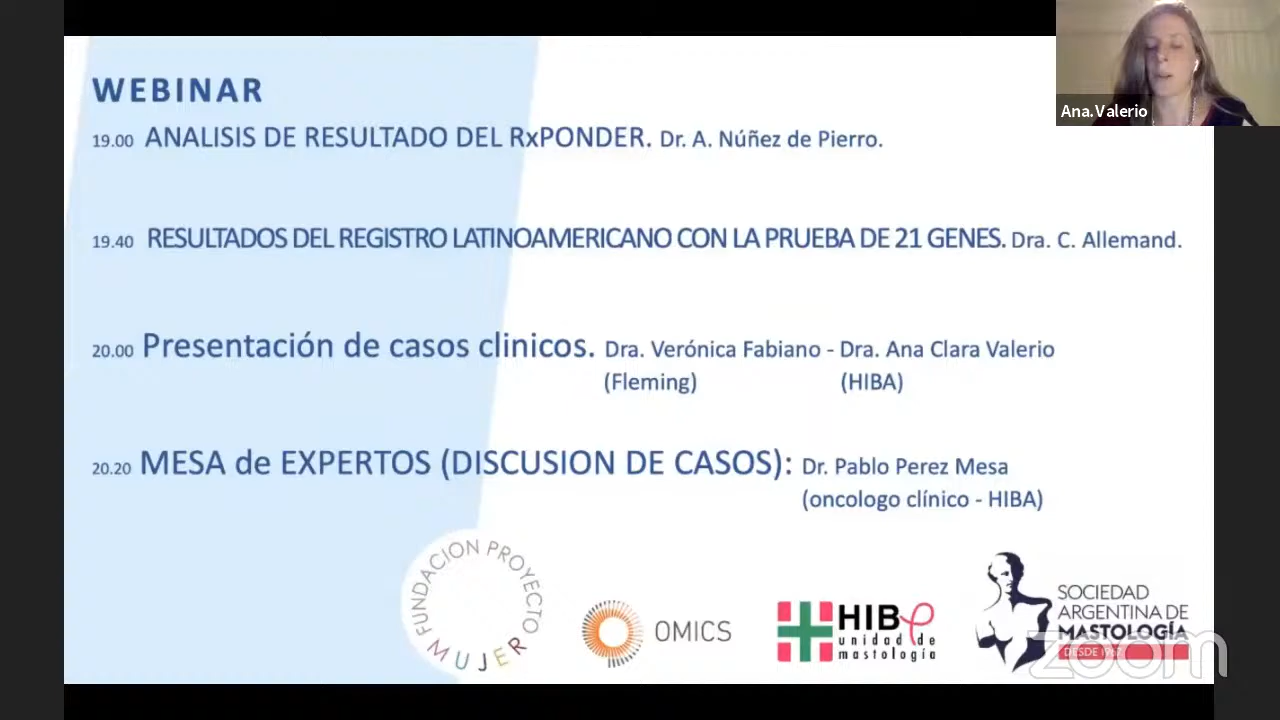 WEBINAR
Ana.Valerio
19.00 ANALISIS DE RESULTADO DEL RxPONDER. Dr. A. Núñez de Pierro.
19.40 RESULTADOS DEL REGISTRO LATINOAMERICANO CON LA PRUEBA DE 21 GENES. Dra. C. Allemand.
20.00 Presentación de casos clinicos. Dra. Verónica Fabiano - Dra. Ana Clara Valerio
(Fleming) (HIBA)
20.20 MESA de EXPERTOS (DISCUSION DE CASOS): Dr. Pablo Perez Mesa
(oncologo clínico - HIBA)
FUNDACION PROYECTO
MUJER
OMICS
HIBA
unidad de
mastología
SOCIEDAD
ARGENTINA DE
MASTOLOGÍA
DESDE 1967
zoom